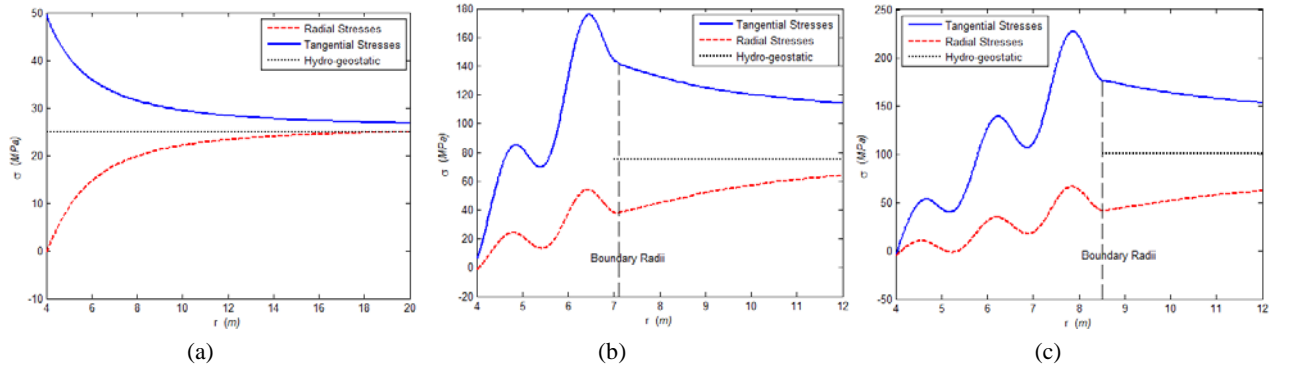 50
40
30
20
10
0
-10
4 6 8 10 12 14 16 18 20
σ (MPa)
r (m)
Radial Stresses
Tangential Stresses
Hydro-geostatic
(a)
180
160
140
120
100
80
60
40
20
0
-20
4 5 6 7 8 9 10 11 12
σ (MPa)
r (m)
Tangential Stresses
Radial Stresses
Hydro-geostatic
Boundary Radii
(b)
250
200
150
100
50
0
-50
4 5 6 7 8 9 10 11 12
σ (MPa)
r (m)
Tangential Stresses
Radial Stresses
Hydro-geostatic
Boundary Radii
(c)